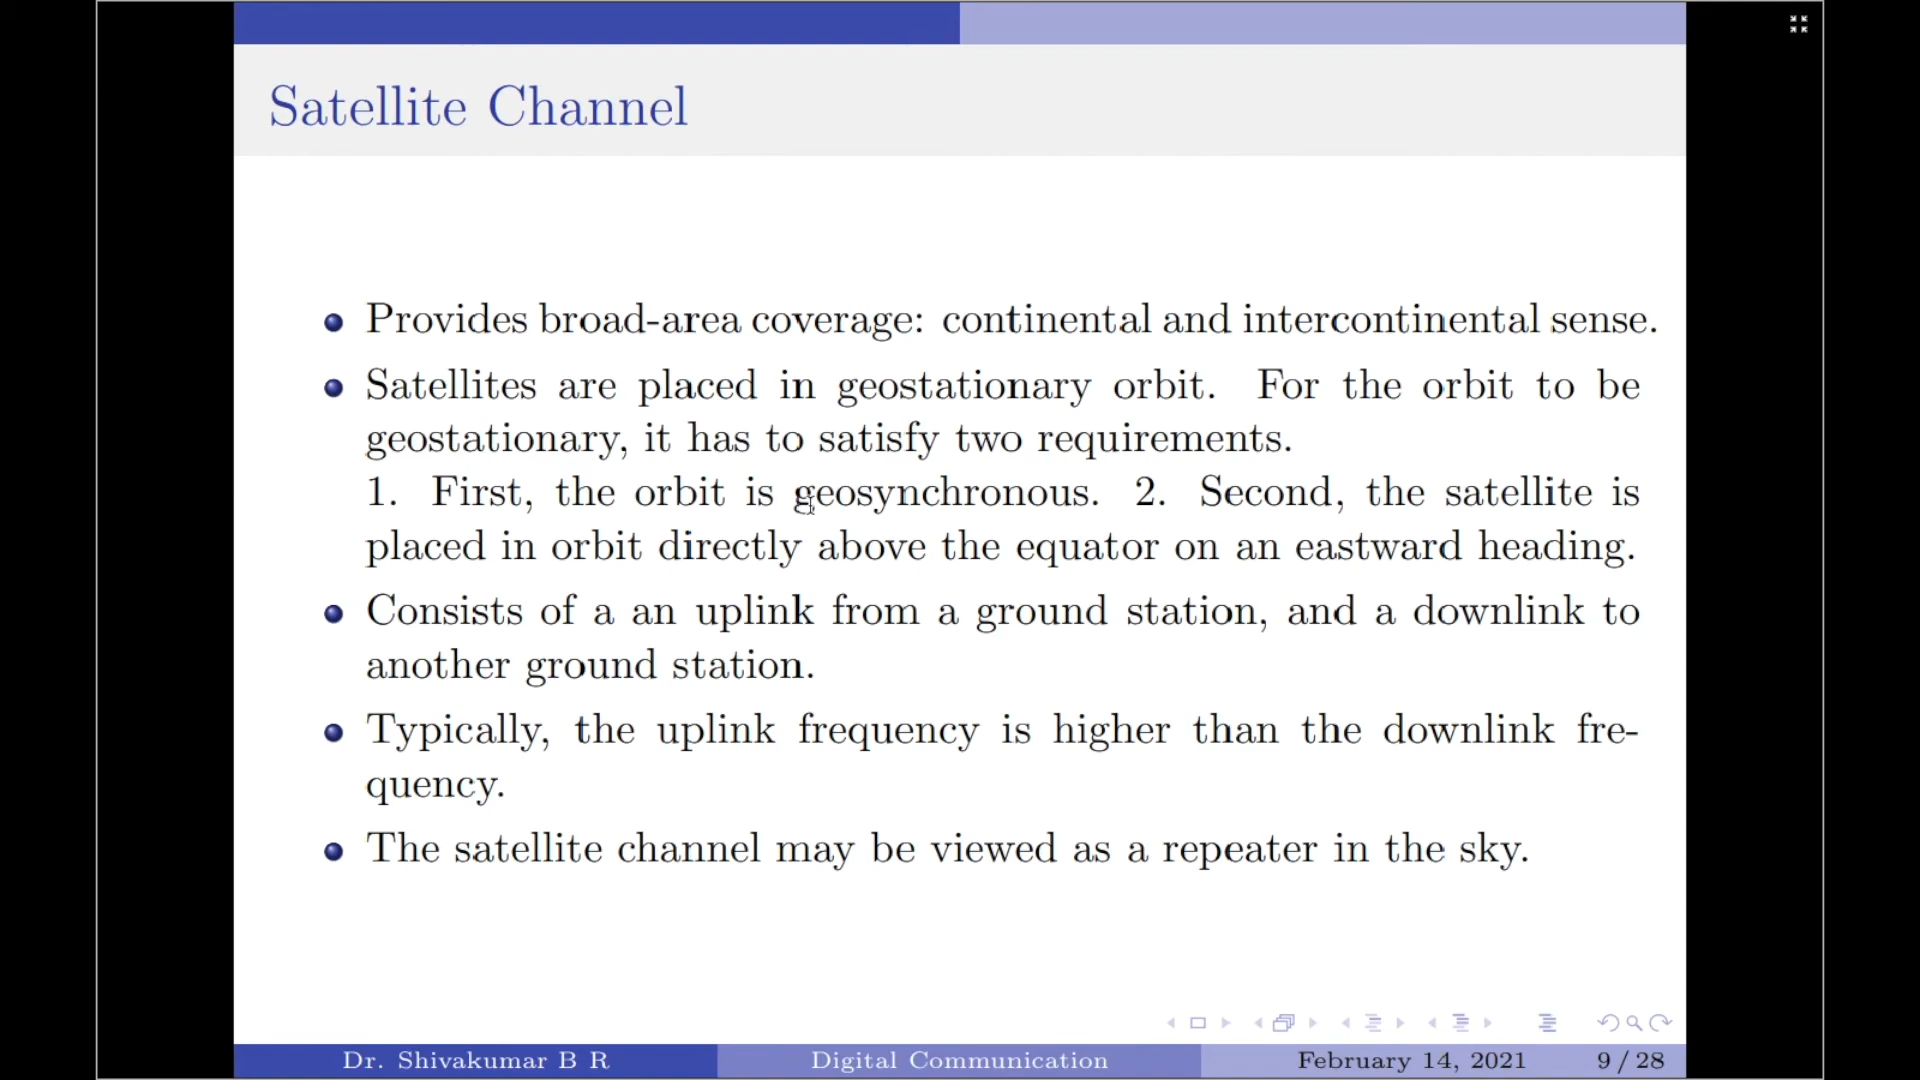 Satellite Channel
Provides broad-area coverage: continental and intercontinental sense.
Satellites are placed in geostationary orbit. For the orbit to be
geostationary, it has to satisfy two requirements.
1. First, the orbit is geosynchronous. 2. Second, the satellite is
placed in orbit directly above the equator on an eastward heading.
Consists of a an uplink from a ground station, and a downlink to
another ground station.
Typically, the uplink frequency is higher than the downlink fre-
quency.
The satellite channel may be viewed as a repeater in the sky.
Dr. Shivakumar B R Digital Communication February 14, 2021 9 / 28